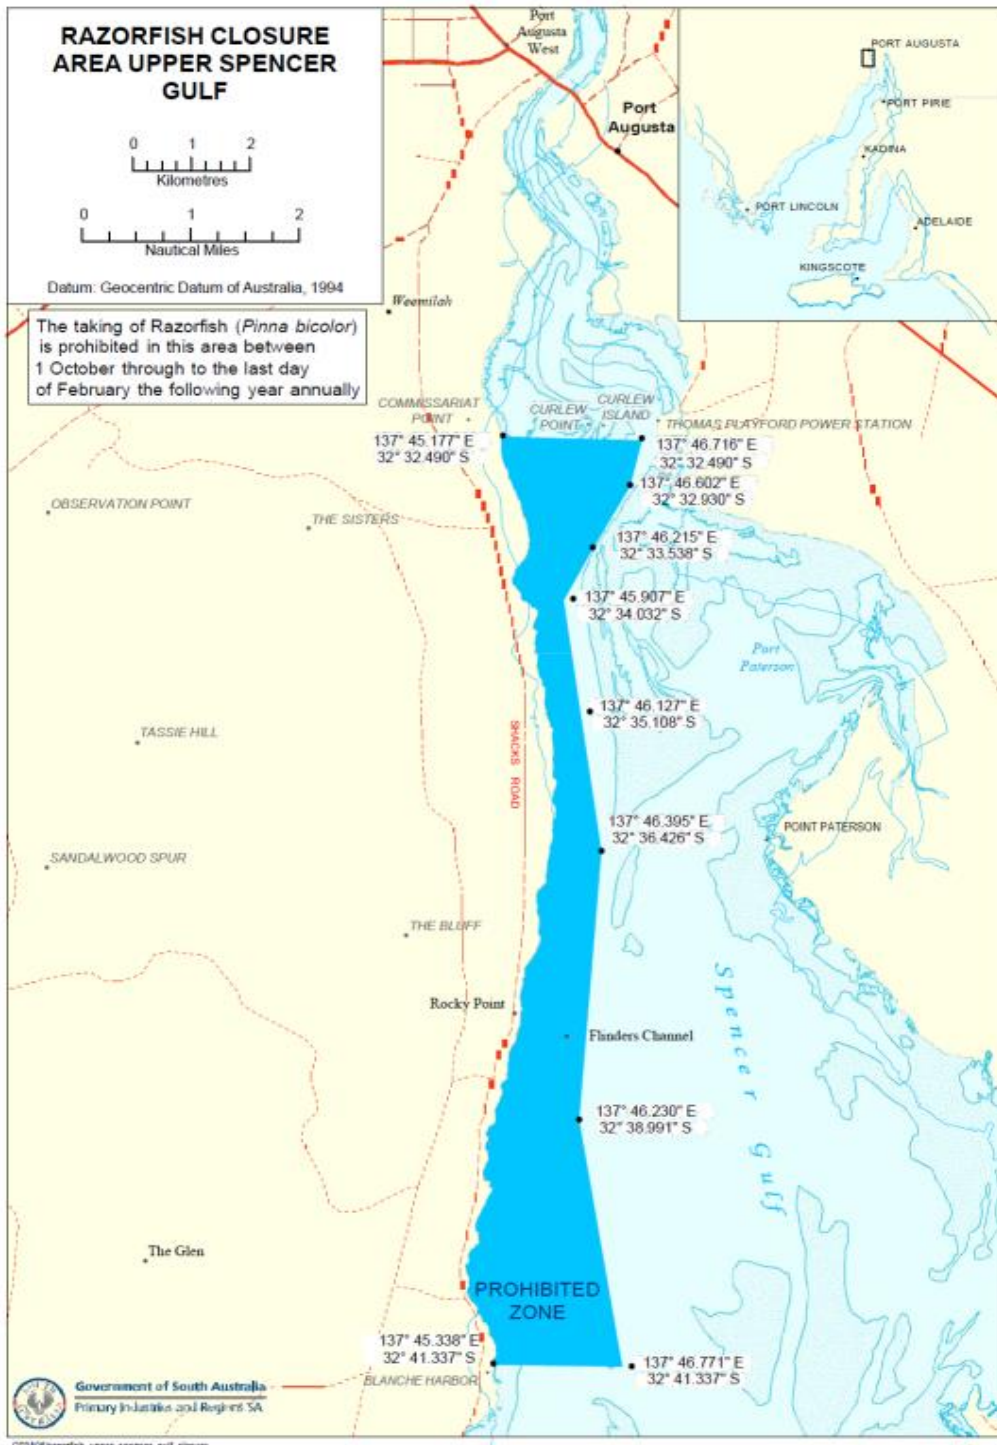 RAZORFISH CLOSURE
AREA UPPER SPENCER
GULF
0 1 2
Kilometres
0 1 2
Nautical Miles
Datum: Geocentric Datum of Australia, 1994
The taking of Razorfish (Pinna bicolor)
is prohibited in this area between
1 October through to the last day
of February the following year annually
Port
Augusta
West
Port
Augusta
PORT AUGUSTA
PORT PIRIE
KADINA
PORT LINCOLN
ADELAIDE
KINGSCOTE
Weemilah
COMMISSARIAT
POINT
CURLEW
POINT
CURLEW
ISLAND
THOMAS PLAYFORD POWER STATION
137° 45.177" E
32° 32.490" S
137° 46.716" E
32° 32.490" S
137° 46.602" E
32° 32.930" S
OBSERVATION POINT
THE SISTERS
137° 46.215" E
32° 33.538" S
137° 45.907" E
32° 34.032" S
Port
Paterson
137° 46.127" E
32° 35.108" S
TASSIE HILL
SHACKS ROAD
137° 46.395" E
32° 36.426" S
POINT PATERSON
SANDALWOOD SPUR
THE BLUFF
Rocky Point
Flinders Channel
Spencer Gulf
137° 46.230" E
32° 38.991" S
The Glen
PROHIBITED
ZONE
137° 45.338" E
32° 41.337" S
137° 46.771" E
32° 41.337" S
BLANCHE HARBOR
Government of South Australia
Primary Industries and Regions SA